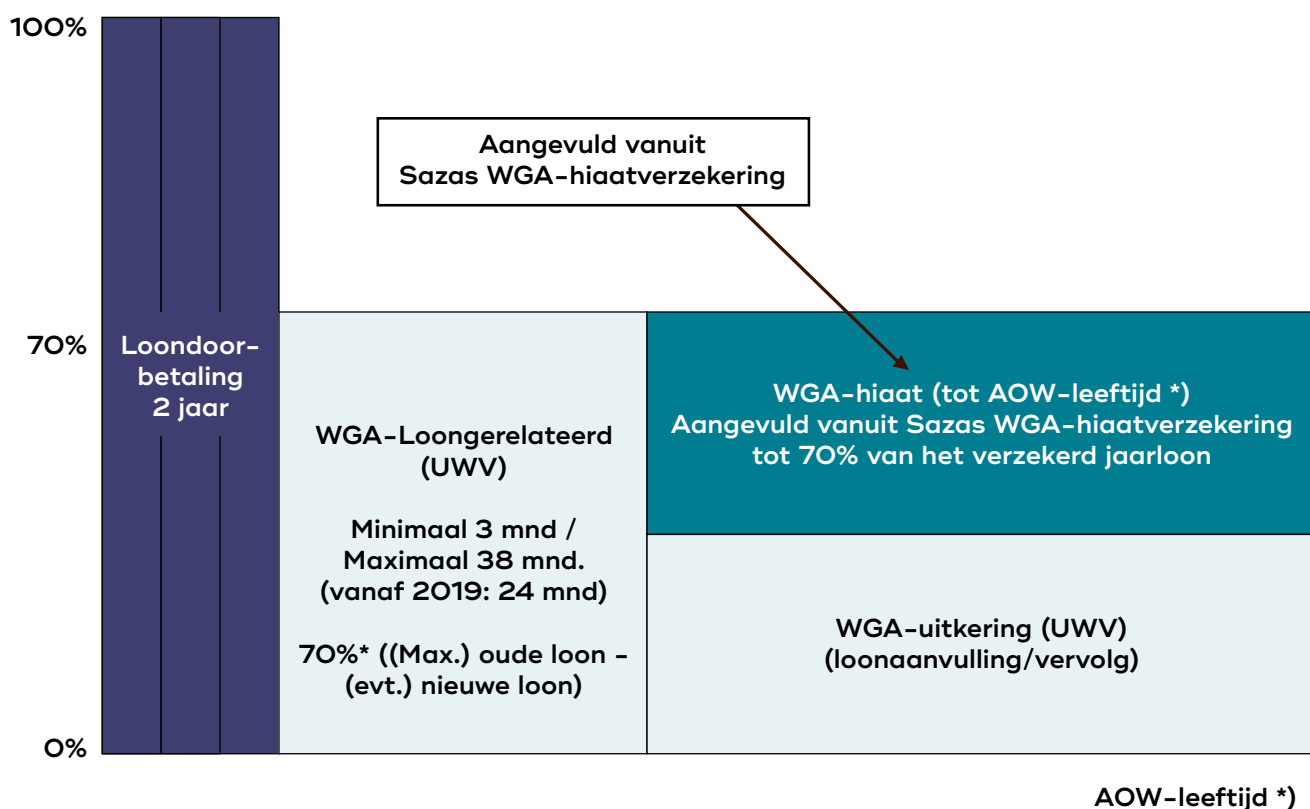 100%
Aangevuld vanuit
Sazas WGA-hiaatverzekering
70%
Loondoor-
betaling
2 jaar
WGA-Loongerelateerd
(UWV)
Minimaal 3 mnd /
Maximaal 38 mnd.
(vanaf 2019: 24 mnd)
70%* ((Max.) oude loon -
(evt.) nieuwe loon)
WGA-hiaat (tot AOW-leeftijd *)
Aangevuld vanuit Sazas WGA-hiaatverzekering
tot 70% van het verzekerd jaarloon
WGA-uitkering (UWV)
(loonaanvulling/vervolg)
0%
AOW-leeftijd *)